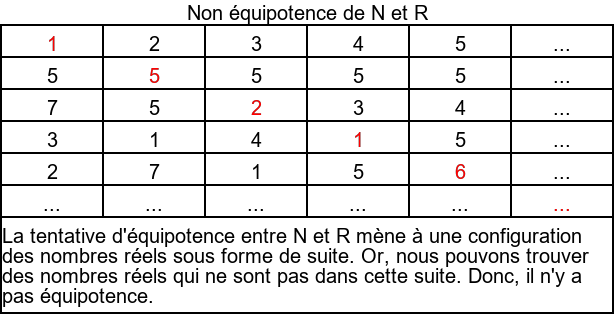 Non équipotence de N et R
1 2 3 4 5 ...
5 5 5 5 5 ...
7 5 2 3 4 ...
3 1 4 1 5 ...
2 7 1 5 6 ...
... ... ... ... ... ...
La tentative d'équipotence entre N et R mène à une configuration
des nombres réels sous forme de suite. Or, nous pouvons trouver
des nombres réels qui ne sont pas dans cette suite. Donc, il n'y a
pas équipotence.